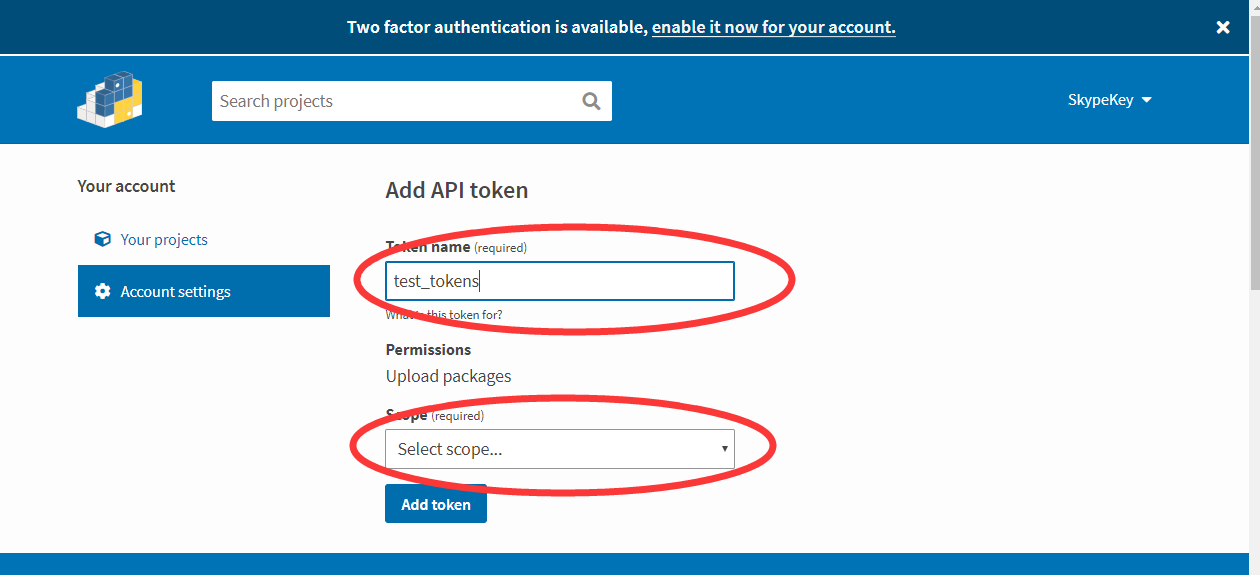 Two factor authentication is available, enable it now for your account.
Search projects
SkypeKey
Your account
Your projects
Account settings
Add API token
Token name (required)
test_tokens
What's this token for?
Permissions
Upload packages
Scope (required)
Select scope...
Add token